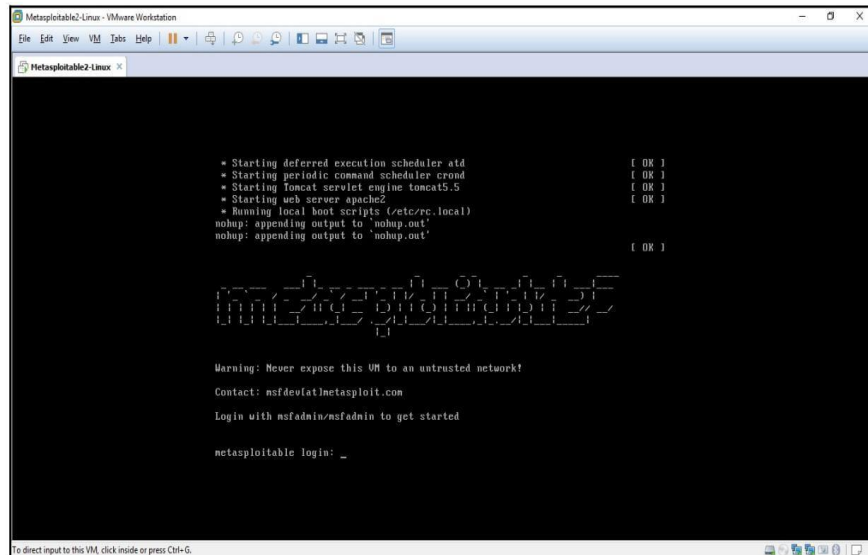 Metasploitable2-Linux - VMware Workstation
File Edit View VM Tabs Help
Metasploitable2-Linux
* Starting deferred execution scheduler atd [ OK ]
* Starting periodic command scheduler crond [ OK ]
* Starting Tomcat servlet engine tomcat5.5 [ OK ]
* Starting web server apache2 [ OK ]
* Running local boot scripts (/etc/rc.local)
nohup: appending output to `nohup.out'
nohup: appending output to `nohup.out'
[ OK ]
metasploitable2
Warning: Never expose this VM to an untrusted network!
Contact: msfdev[at]metasploit.com
Login with msfadmin/msfadmin to get started
metasploitable login: _
To direct input to this VM, click inside or press Ctrl+G.